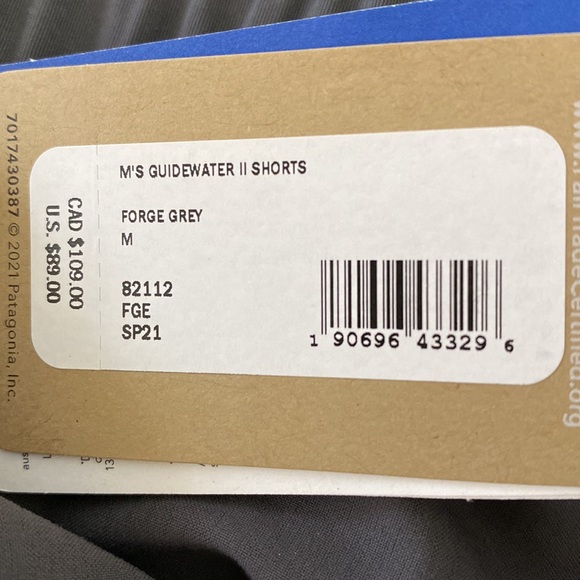 M'S GUIDEWATER II SHORTS
FORGE GREY
M
82112
FGE
SP21
1 90696 43329 6
CAD $109.00
U.S. $89.00
7017430387 © 2021 Patagonia, Inc.